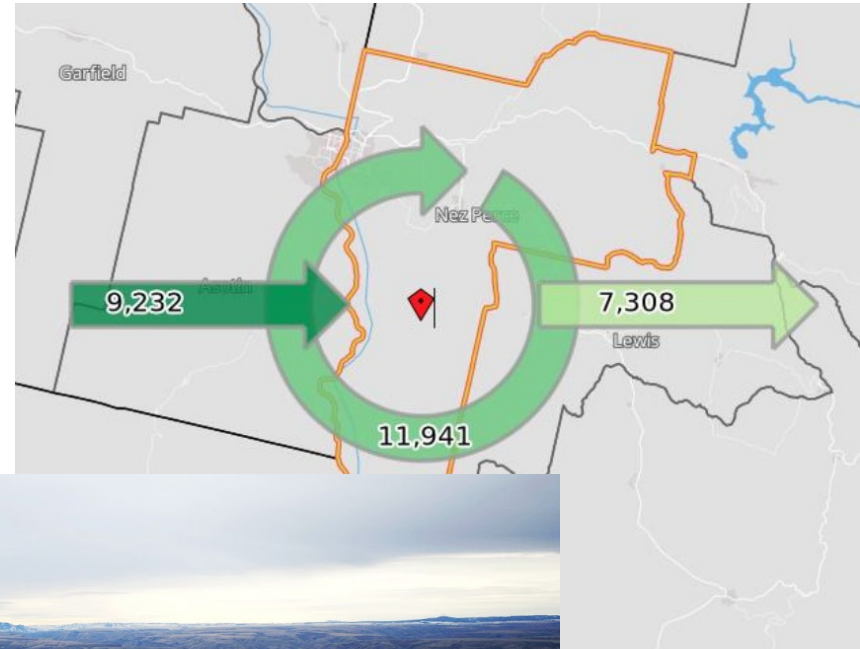 Garfield
Nez Perce
Asotin
9,232
7,308
Lewis
11,941